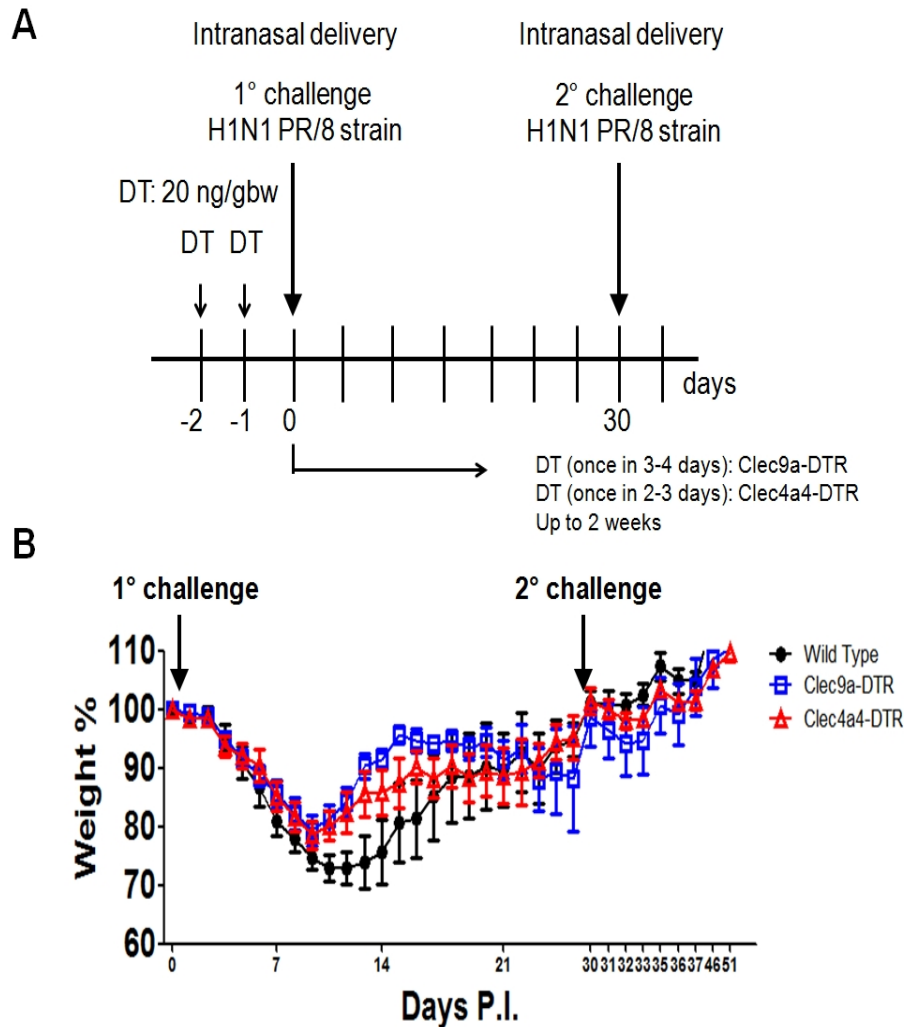 A
Intranasal delivery
Intranasal delivery
1° challenge
2° challenge
H1N1 PR/8 strain
H1N1 PR/8 strain
DT: 20 ng/gbw
DT DT
days
-2 -1 0 30
DT (once in 3-4 days): Clec9a-DTR
DT (once in 2-3 days): Clec4a4-DTR
Up to 2 weeks
B
1° challenge
2° challenge
110
100
90
80
70
60
Weight %
Wild Type
Clec9a-DTR
Clec4a4-DTR
0 7 14 21 30 31 32 33 35 36 37 46 51
Days P.I.